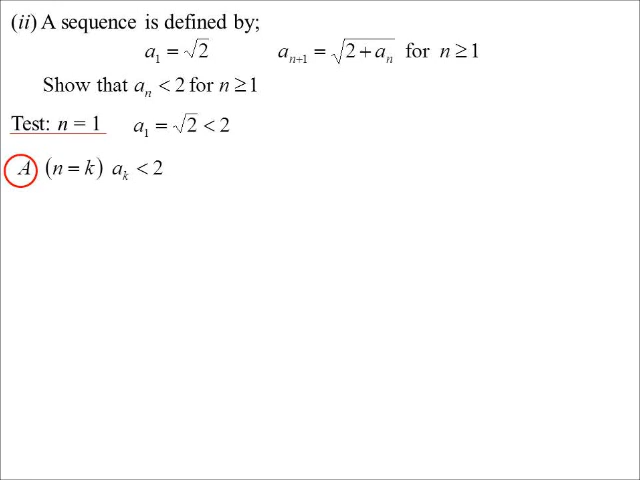 (ii) A sequence is defined by;
a₁ = √2 aₙ₊₁ = √(2 + aₙ) for n ≥ 1
Show that aₙ < 2 for n ≥ 1
Test: n = 1 a₁ = √2 < 2
A (n = k) aₖ < 2